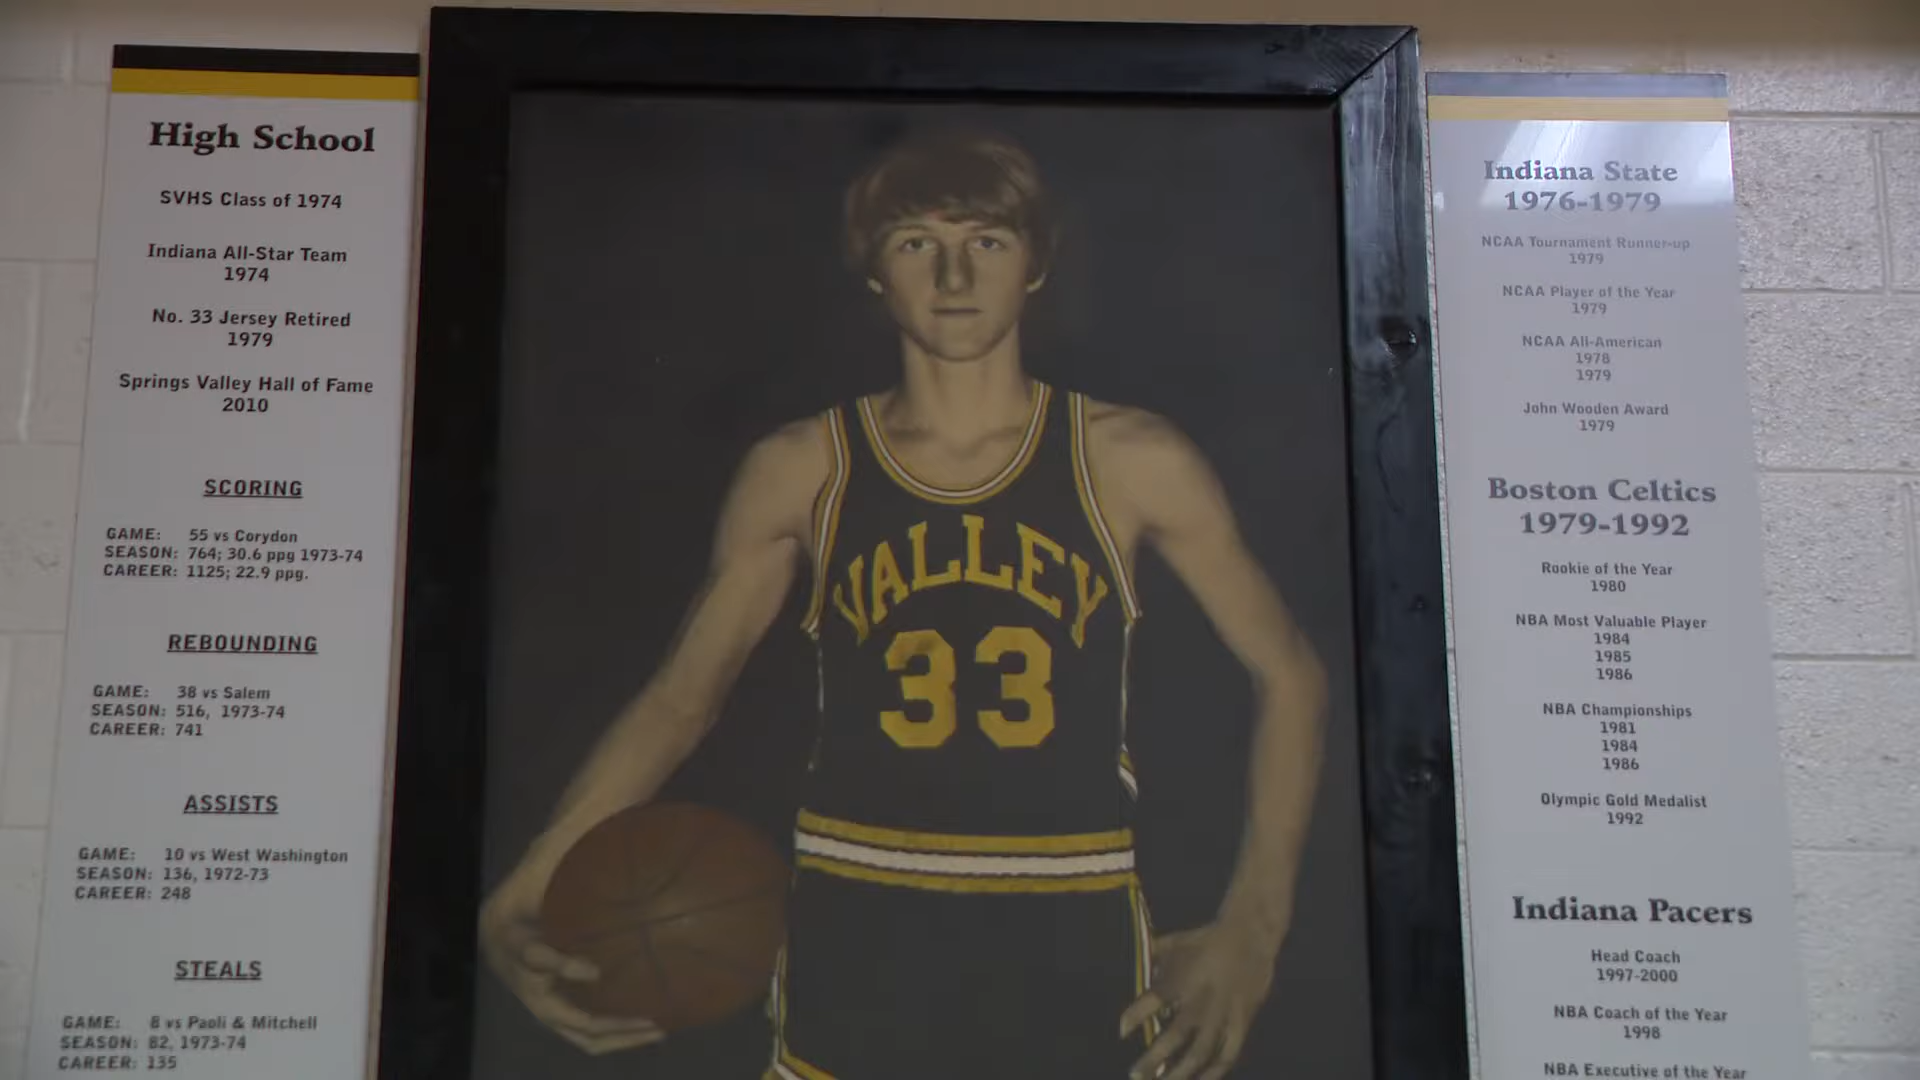 High School
SVHS Class of 1974
Indiana All-Star Team
1974
No. 33 Jersey Retired
1979
Springs Valley Hall of Fame
2010
SCORING
GAME: 55 vs Corydon
SEASON: 764; 30.6 ppg 1973-74
CAREER: 1125; 22.9 ppg.
REBOUNDING
GAME: 38 vs Salem
SEASON: 516, 1973-74
CAREER: 741
ASSISTS
GAME: 10 vs West Washington
SEASON: 136, 1972-73
CAREER: 248
STEALS
GAME: 8 vs Paoli & Mitchell
SEASON: 82, 1973-74
CAREER: 135
VALLEY
33
Indiana State
1976-1979
NCAA Tournament Runner-up
1979
NCAA Player of the Year
1979
NCAA All-American
1978
1979
John Wooden Award
1979
Boston Celtics
1979-1992
Rookie of the Year
1980
NBA Most Valuable Player
1984
1985
1986
NBA Championships
1981
1984
1986
Olympic Gold Medalist
1992
Indiana Pacers
Head Coach
1997-2000
NBA Coach of the Year
1998
NBA Executive of the Year